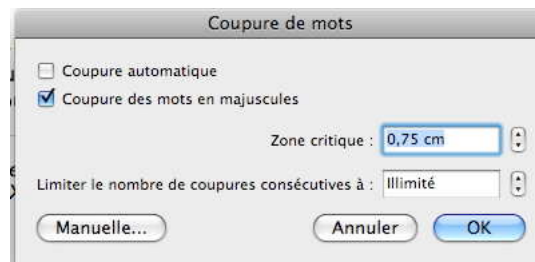 Coupure de mots
Coupure automatique
Coupure des mots en majuscules
Zone critique : 0,75 cm
Limiter le nombre de coupures consécutives à : Illimité
Manuelle... Annuler OK